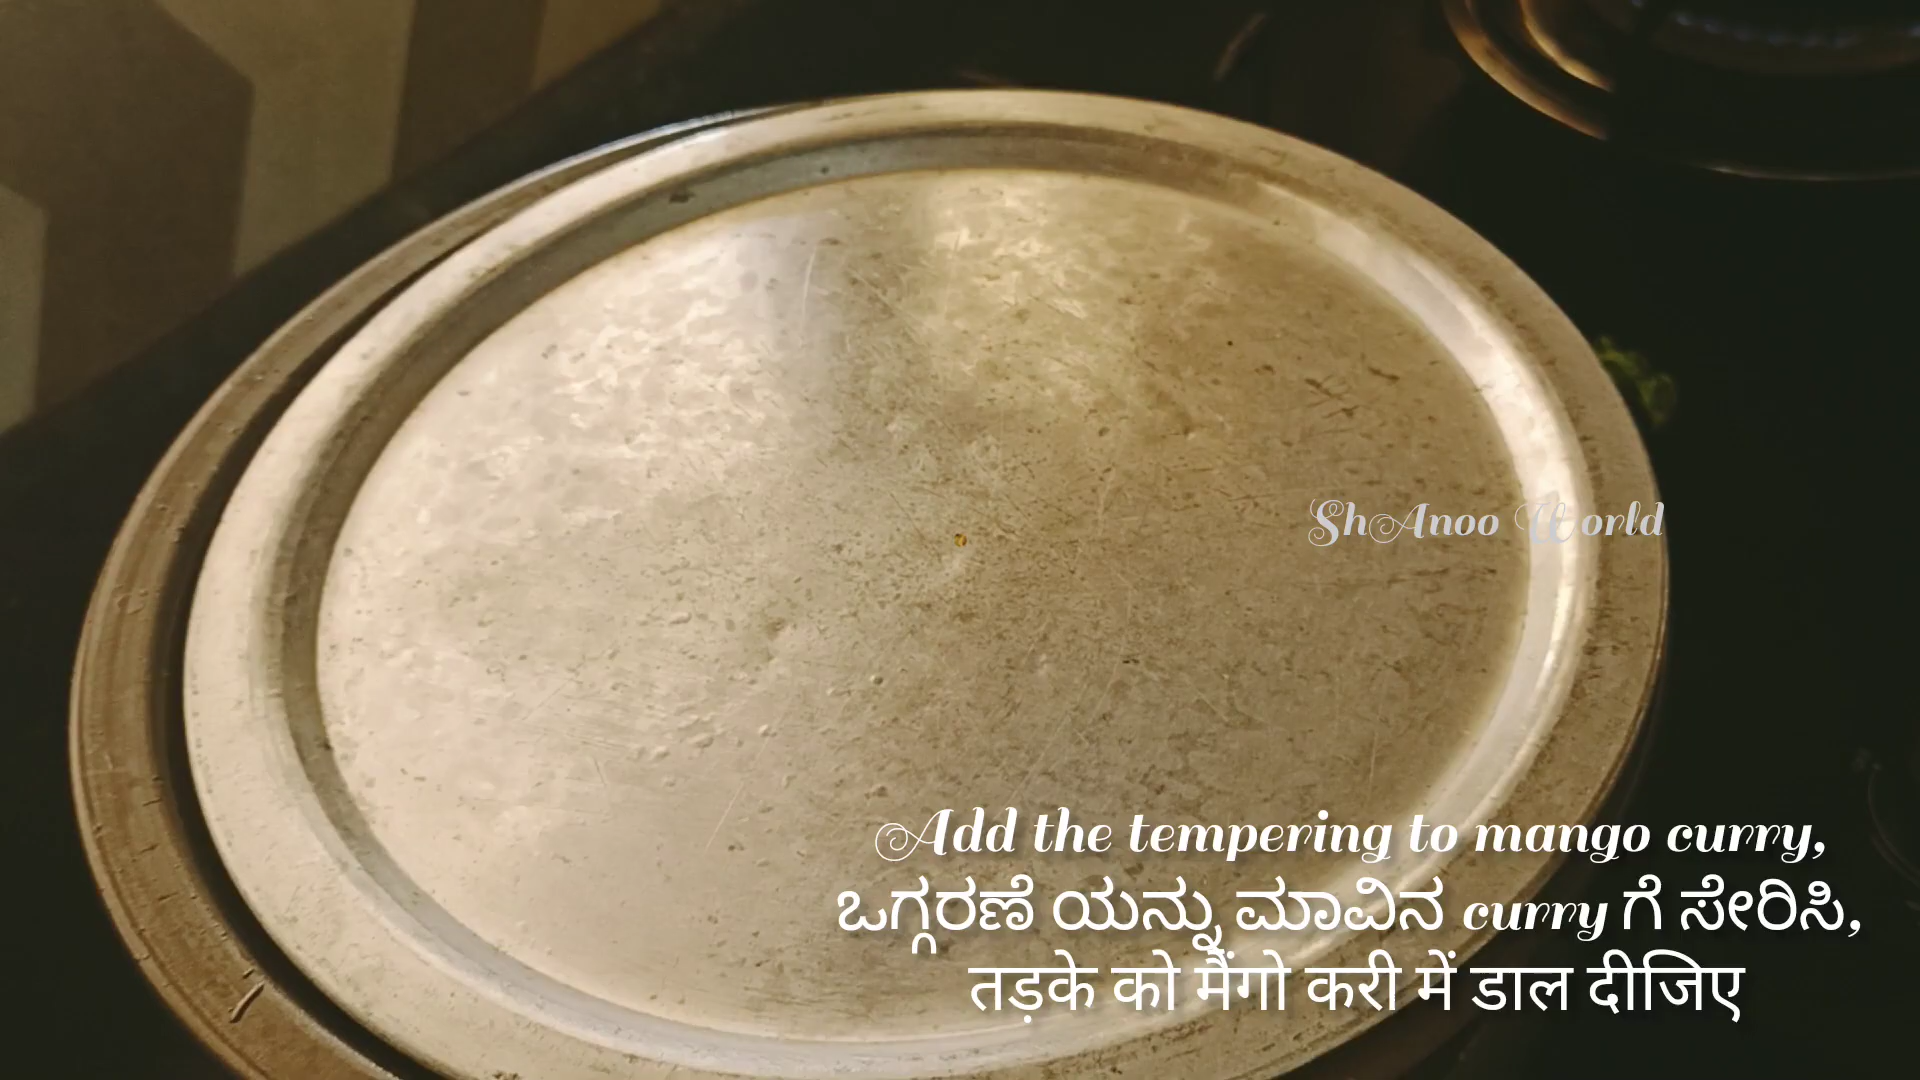 ShAnoo World
Add the tempering to mango curry,
ಒಗ್ಗರಣೆ ಯನ್ನು ಮಾವಿನ curry ಗೆ ಸೇರಿಸಿ,
तड़के को मैंगो करी में डाल दीजिए